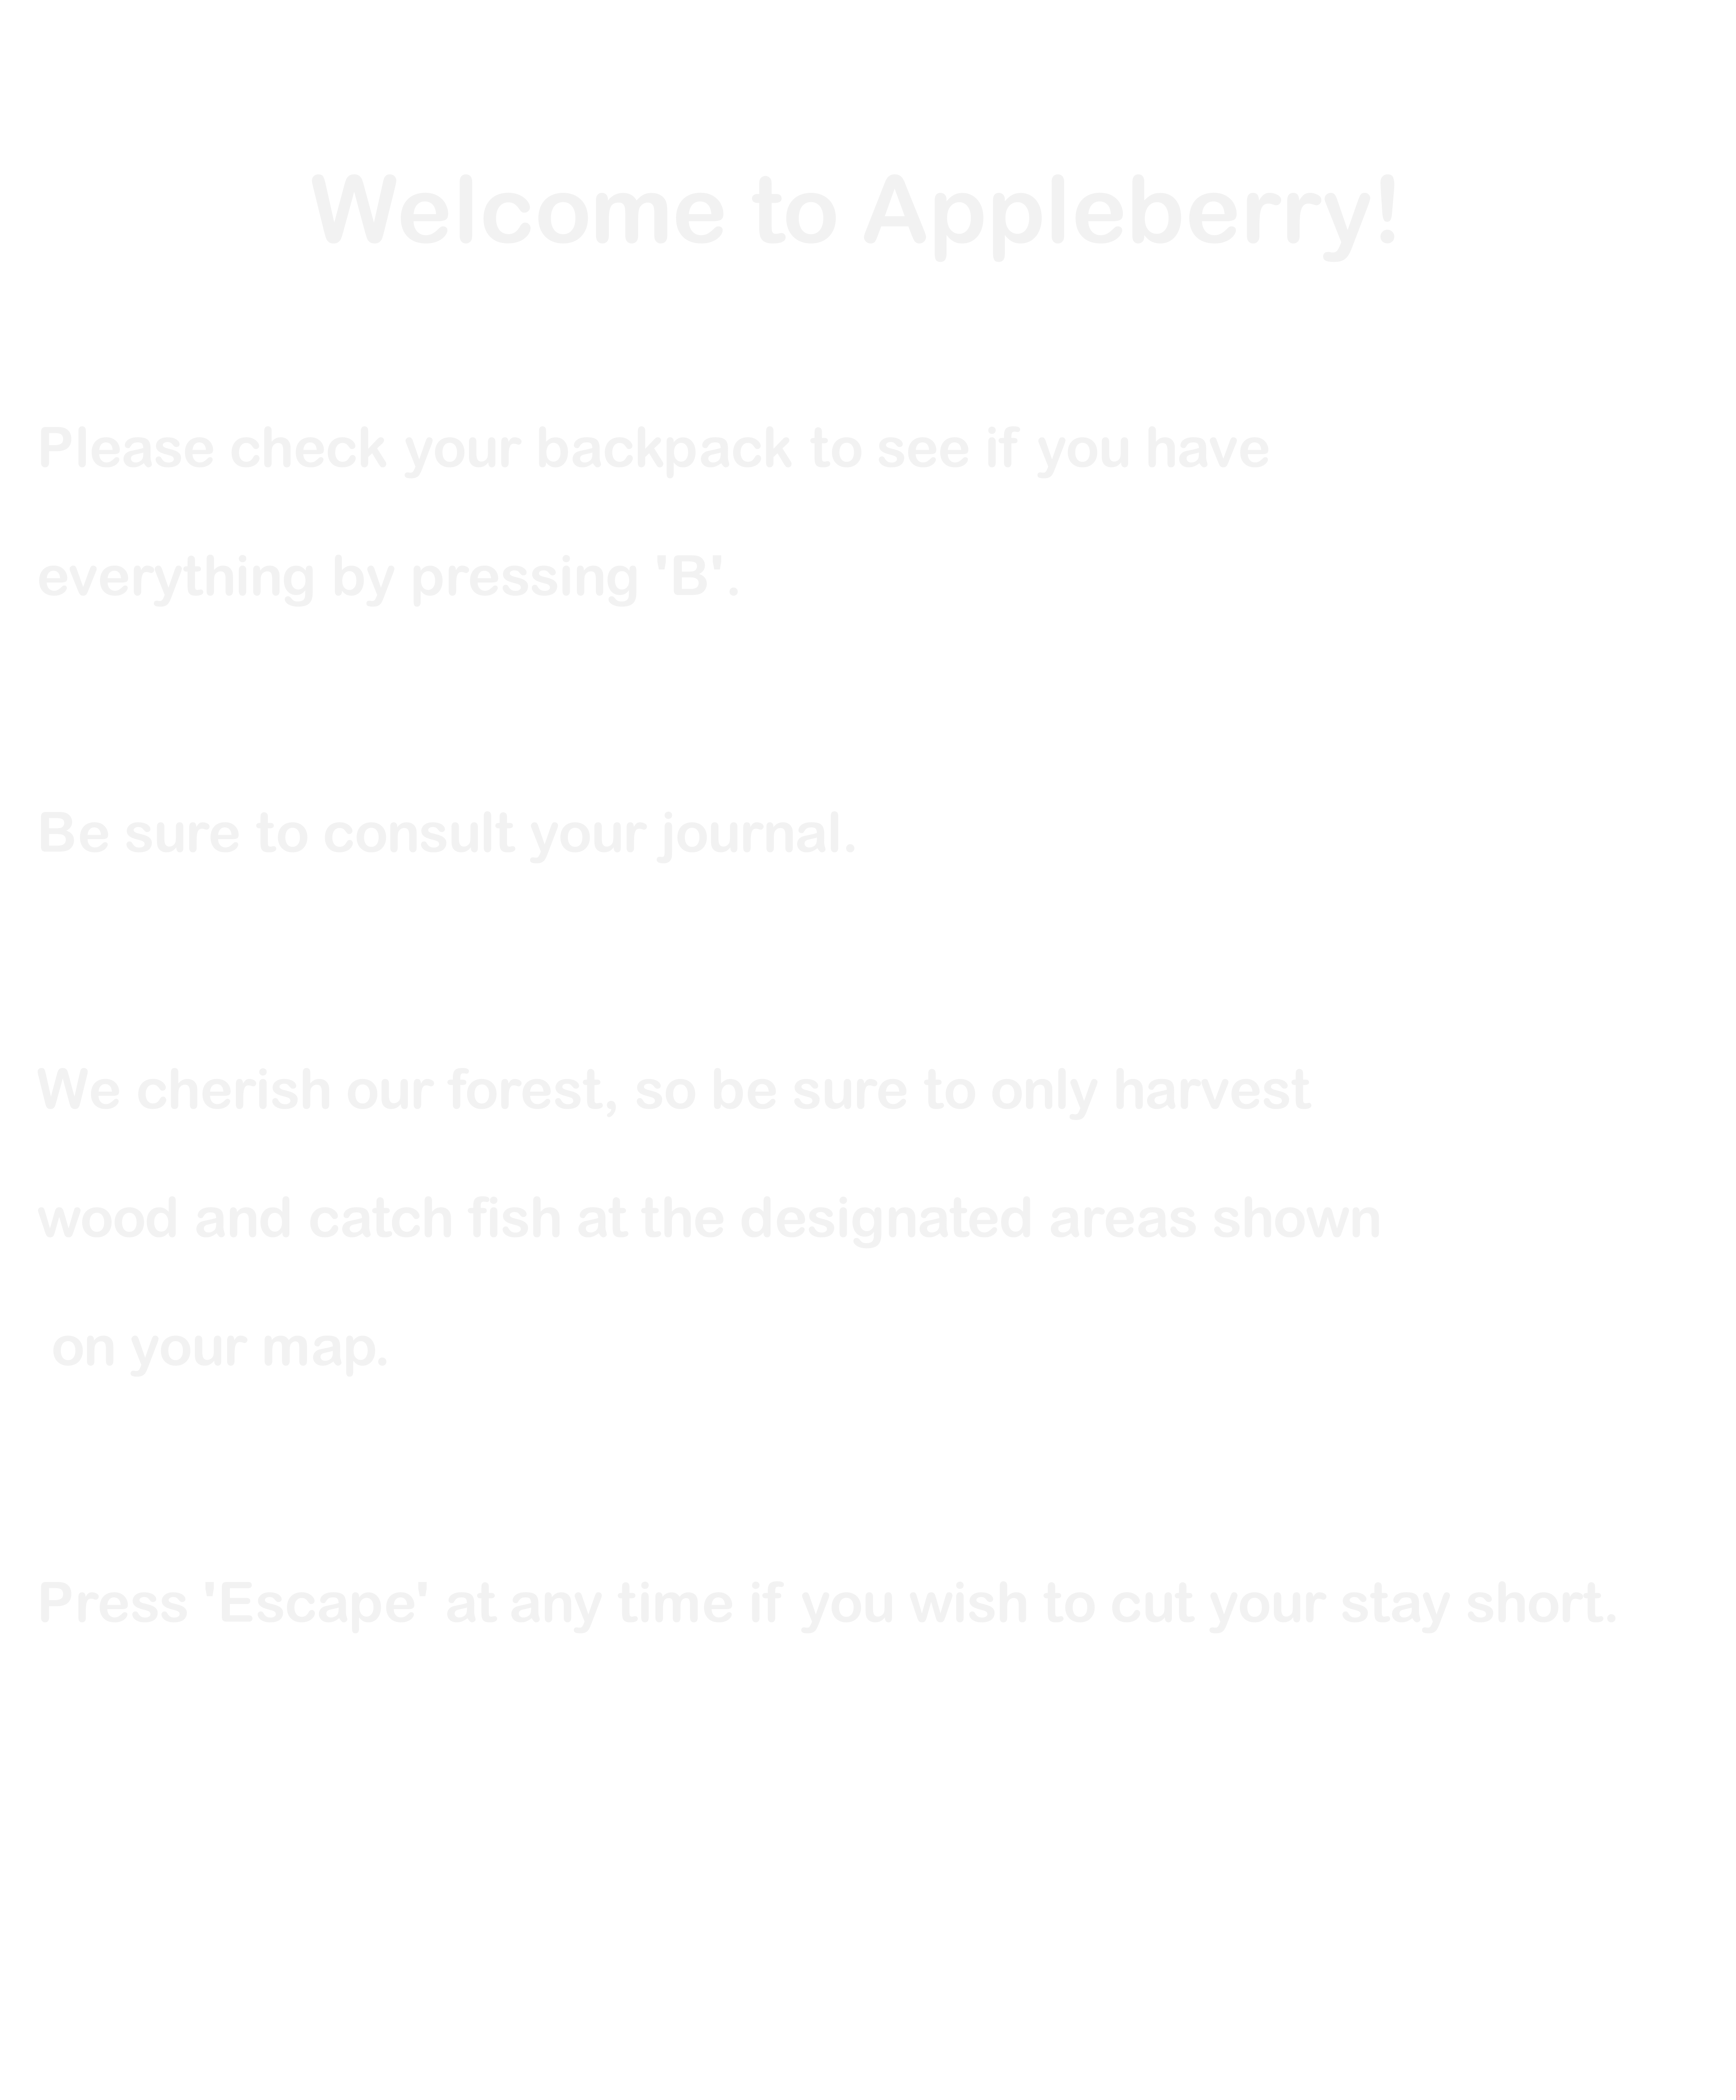 Welcome to Appleberry!
Please check your backpack to see if you have
everything by pressing 'B'.
Be sure to consult your journal.
We cherish our forest, so be sure to only harvest
wood and catch fish at the designated areas shown
on your map.
Press 'Escape' at any time if you wish to cut your stay short.